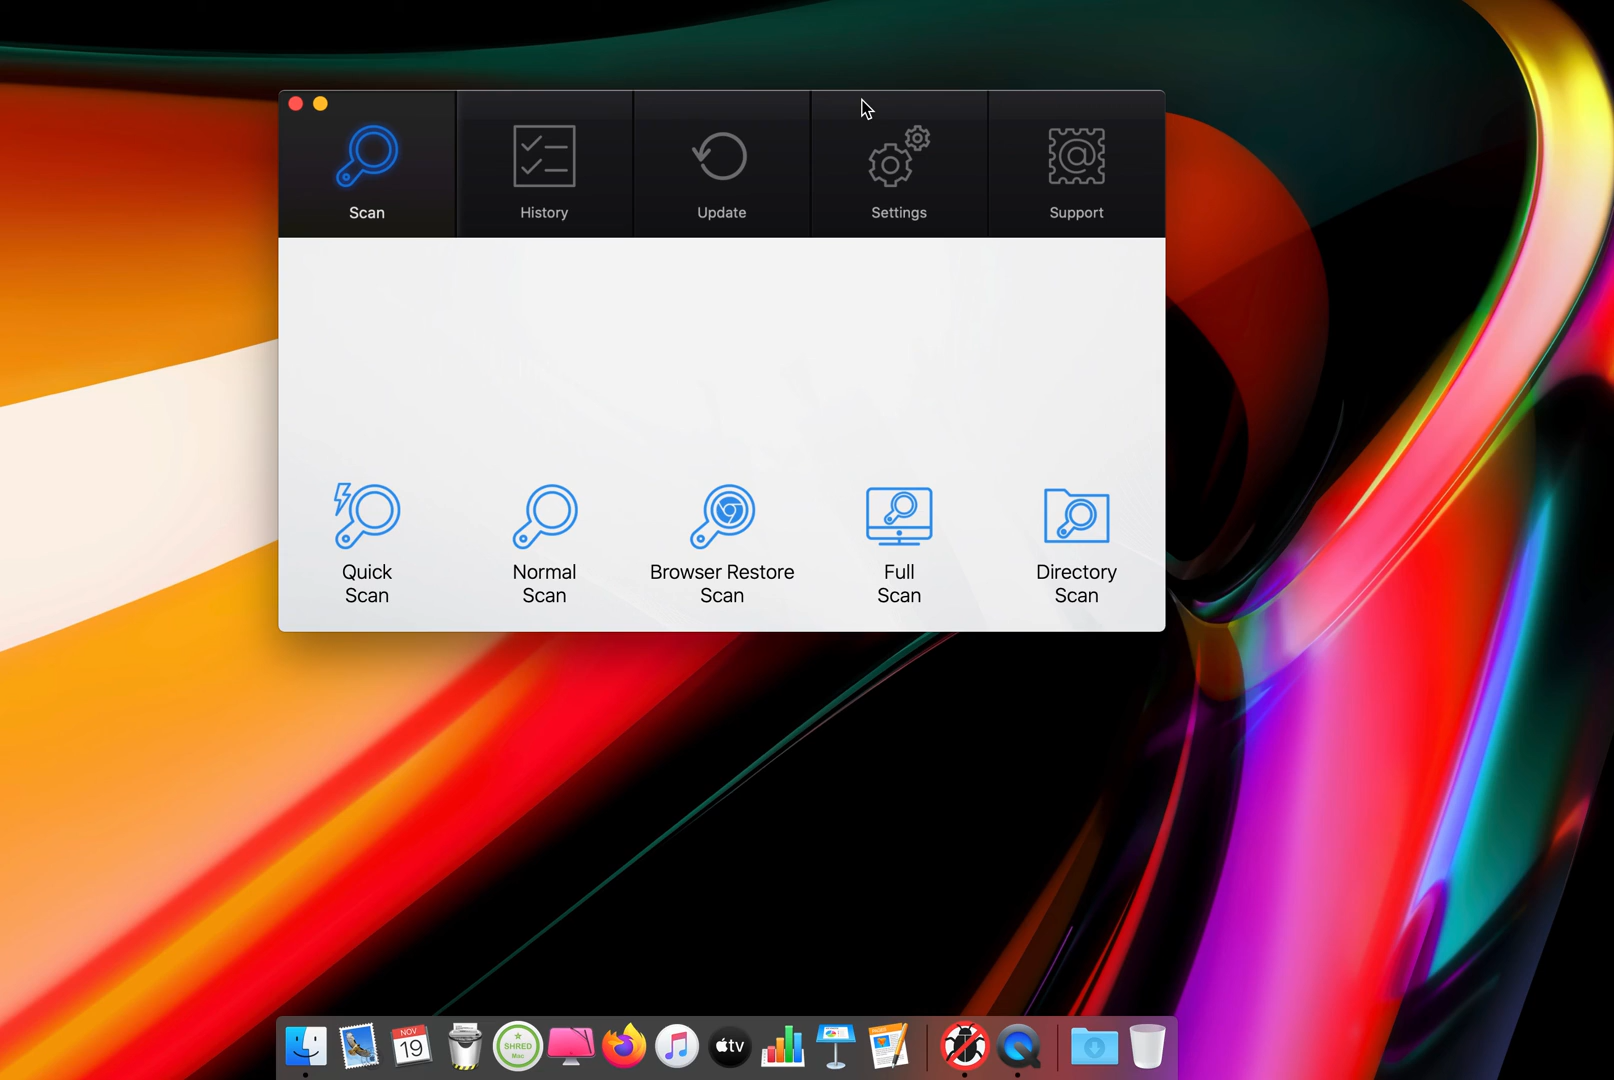 Scan
History
Update
Settings
Support
Quick
Scan
Normal
Scan
Browser Restore
Scan
Full
Scan
Directory
Scan
NOV
19
SHRED
Mac
tv
PAGES